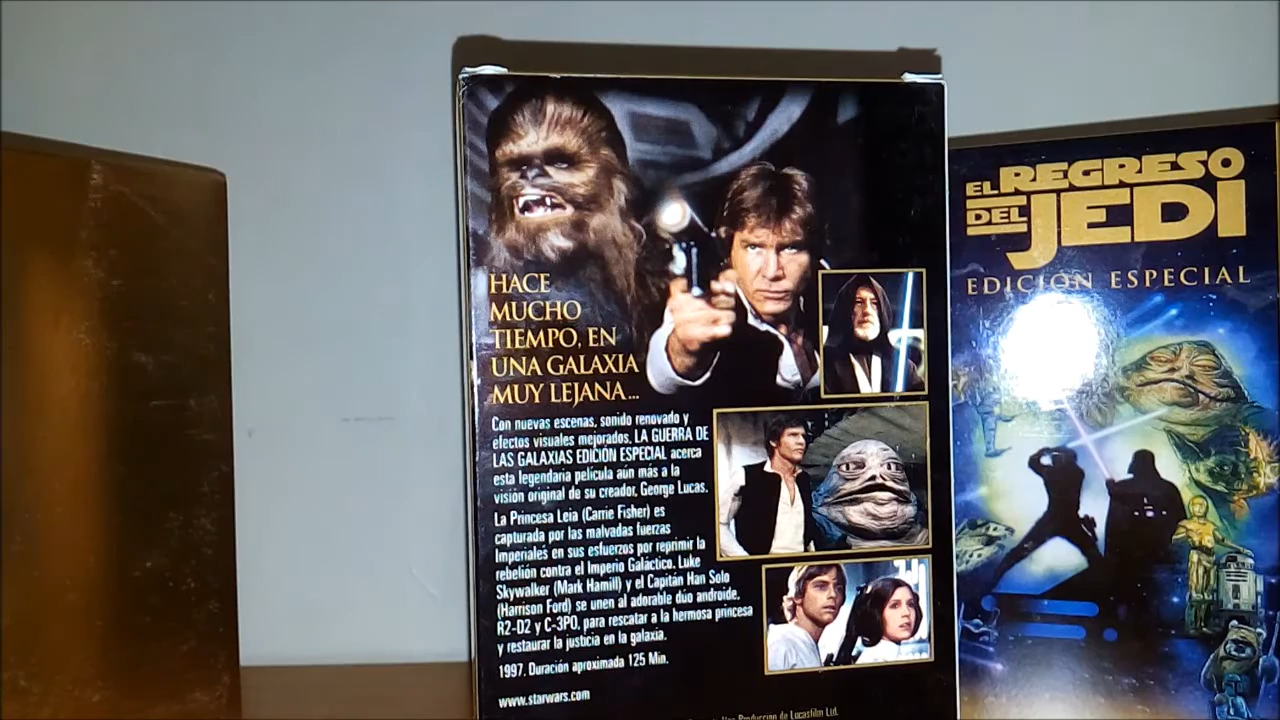 HACE
MUCHO
TIEMPO, EN
UNA GALAXIA
MUY LEJANA...
Con nuevas escenas, sonido renovado y
efectos visuales mejorados, LA GUERRA DE
LAS GALAXIAS EDICIÓN ESPECIAL acerca
esta legendaria película aún más a la
visión original de su creador, George Lucas.
La Princesa Leia (Carrie Fisher) es
capturada por las malvadas fuerzas
Imperiales en sus esfuerzos por reprimir la
rebelión contra el Imperio Galáctico. Luke
Skywalker (Mark Hamill) y el Capitán Han Solo
(Harrison Ford) se unen al adorable dúo androide,
R2-D2 y C-3PO, para rescatar a la hermosa princesa
y restaurar la justicia en la galaxia.
1997. Duración aproximada 125 Min.
www.starwars.com
Una Producción de Lucasfilm Ltd.
EL REGRESO
DEL JEDI
EDICIÓN ESPECIAL